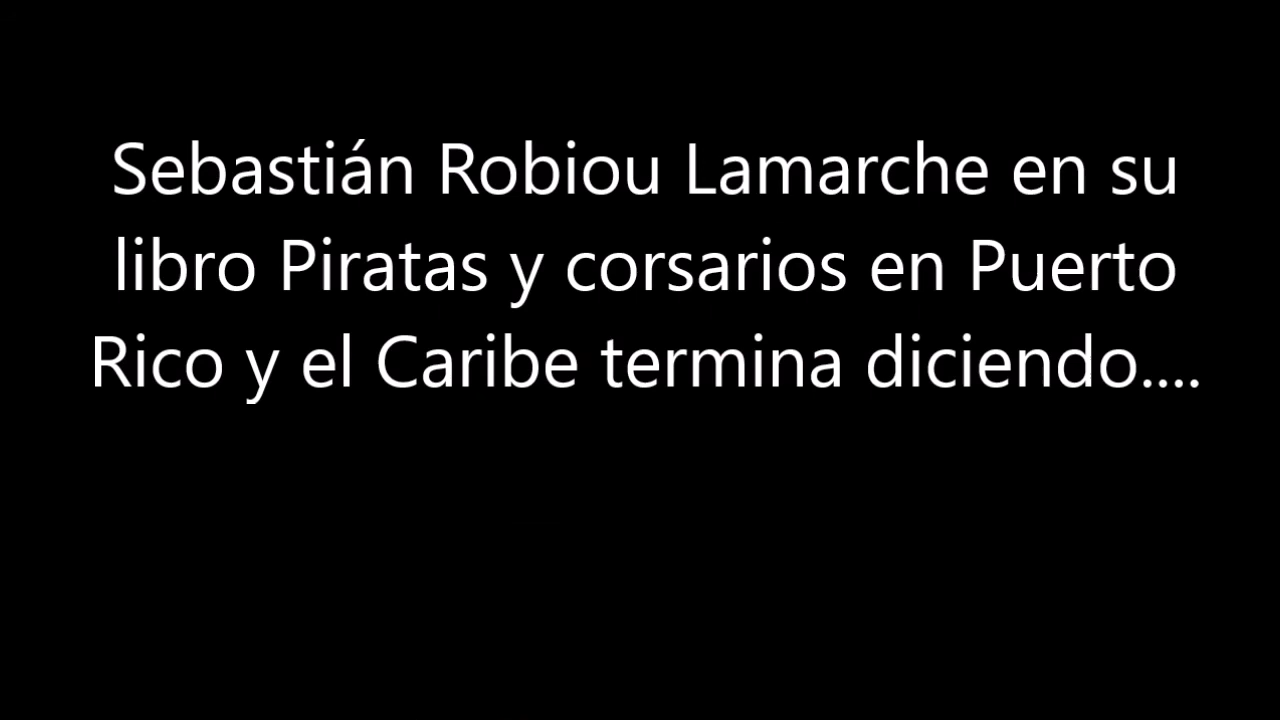 Sebastián Robiou Lamarche en su
libro Piratas y corsarios en Puerto
Rico y el Caribe termina diciendo....